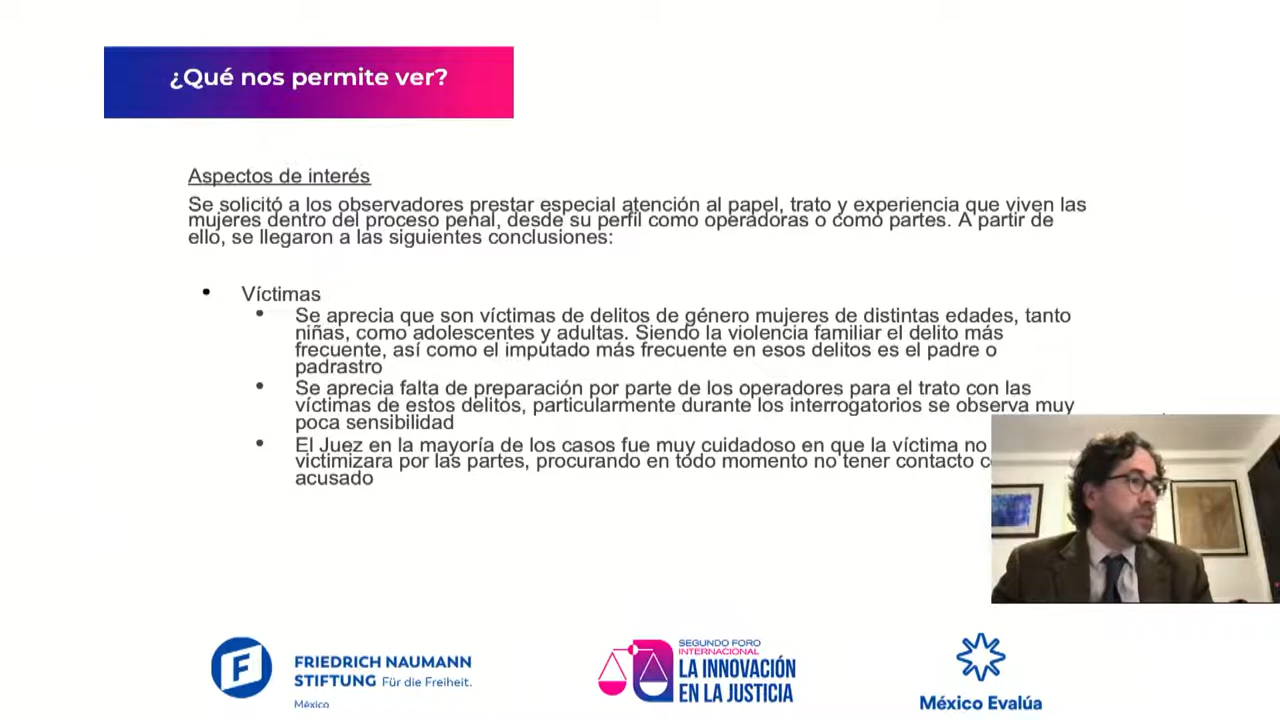 ¿Qué nos permite ver?
Aspectos de interés
Se solicitó a los observadores prestar especial atención al papel, trato y experiencia que viven las
mujeres dentro del proceso penal, desde su perfil como operadoras o como partes. A partir de
ello, se llegaron a las siguientes conclusiones:
Víctimas
Se aprecia que son víctimas de delitos de género mujeres de distintas edades, tanto
niñas, como adolescentes y adultas. Siendo la violencia familiar el delito más
frecuente, así como el imputado más frecuente en esos delitos es el padre o
padrastro
Se aprecia falta de preparación por parte de los operadores para el trato con las
víctimas de estos delitos, particularmente durante los interrogatorios se observa muy
poca sensibilidad
El Juez en la mayoría de los casos fue muy cuidadoso en que la víctima no
victimizara por las partes, procurando en todo momento no tener contacto
acusado
FRIEDRICH NAUMANN
STIFTUNG Für die Freiheit.
México
SEGUNDO FORO
INTERNACIONAL
LA INNOVACIÓN
EN LA JUSTICIA
México Evalúa